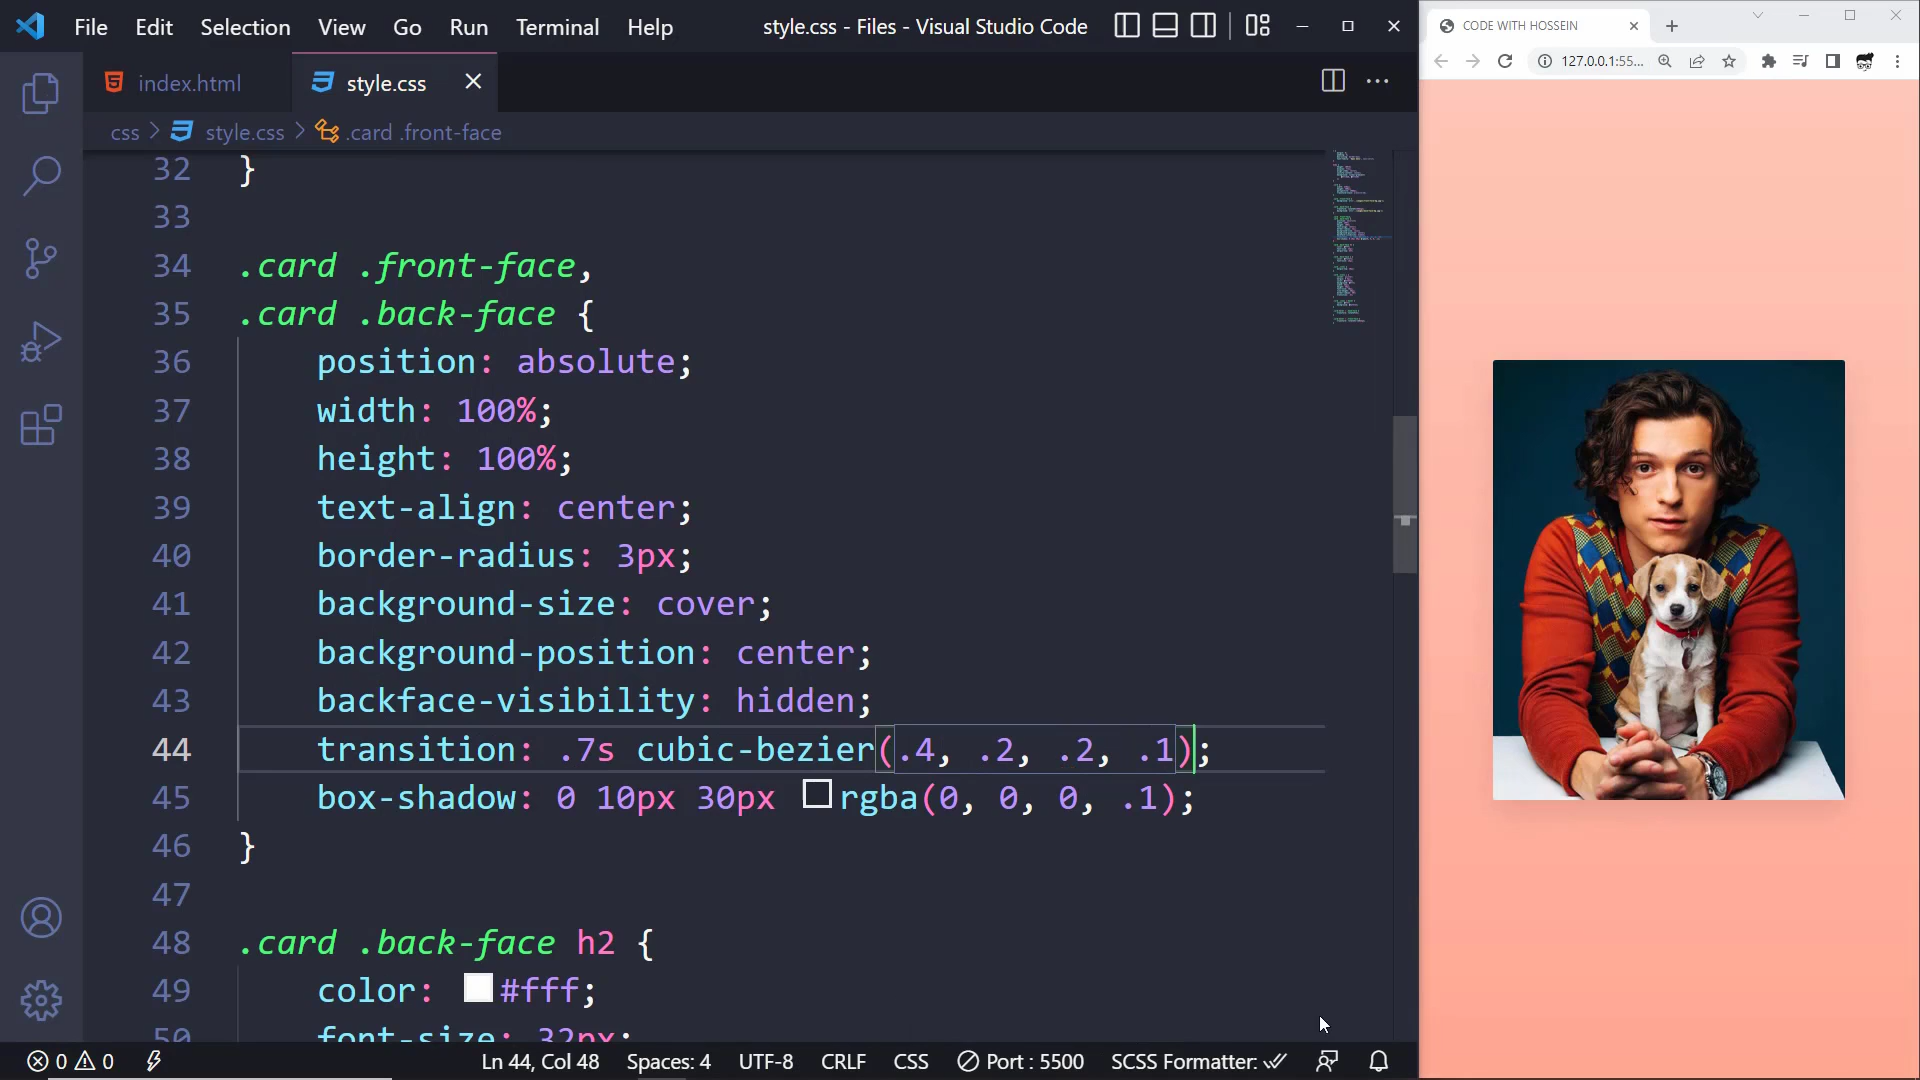 File Edit Selection View Go Run Terminal Help style.css - Files - Visual Studio Code
index.html style.css
css > style.css > .card .front-face
32 }
33
34 .card .front-face,
35 .card .back-face {
36 position: absolute;
37 width: 100%;
38 height: 100%;
39 text-align: center;
40 border-radius: 3px;
41 background-size: cover;
42 background-position: center;
43 backface-visibility: hidden;
44 transition: .7s cubic-bezier(.4, .2, .2, .1);
45 box-shadow: 0 10px 30px rgba(0, 0, 0, .1);
46 }
47
48 .card .back-face h2 {
49 color: #fff;
50 font-size: 32px;
0 0 Ln 44, Col 48 Spaces: 4 UTF-8 CRLF CSS Port : 5500 SCSS Formatter:
CODE WITH HOSSEIN
127.0.0.1:55...